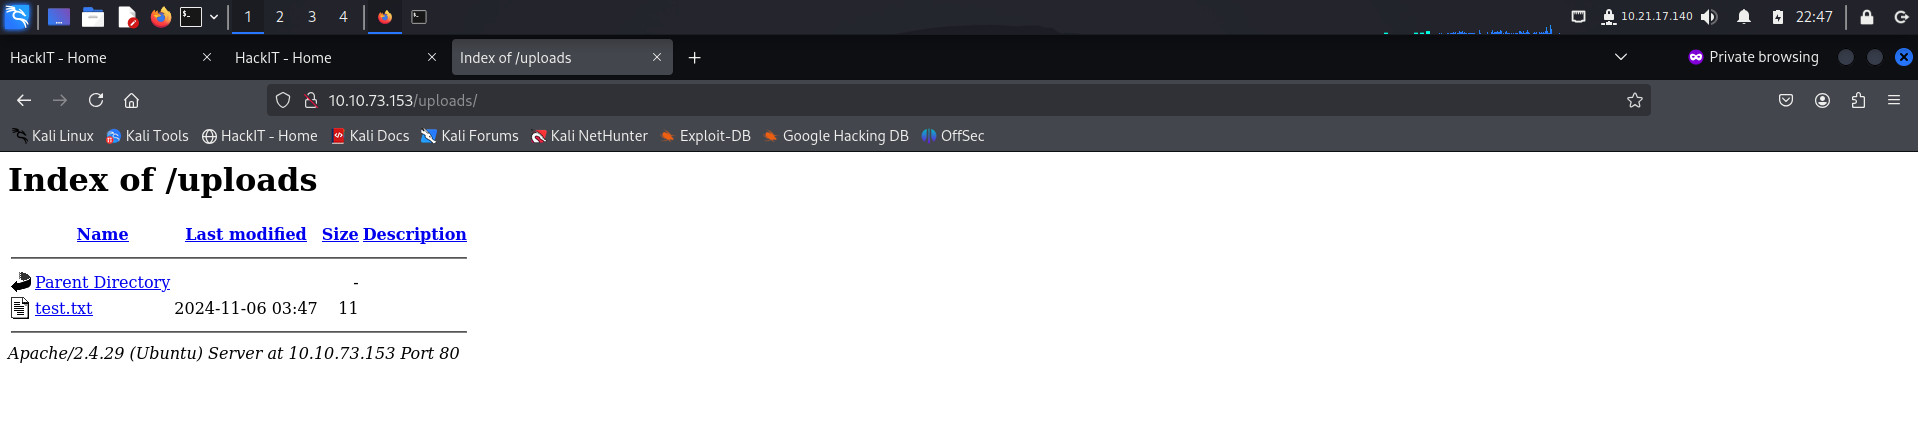 1 2 3 4 10.21.17.140 22:47
HackIT - Home HackIT - Home Index of /uploads Private browsing
10.10.73.153/uploads/
Kali Linux Kali Tools HackIT - Home Kali Docs Kali Forums Kali NetHunter Exploit-DB Google Hacking DB OffSec
Index of /uploads
Name Last modified Size Description
Parent Directory -
test.txt 2024-11-06 03:47 11
Apache/2.4.29 (Ubuntu) Server at 10.10.73.153 Port 80